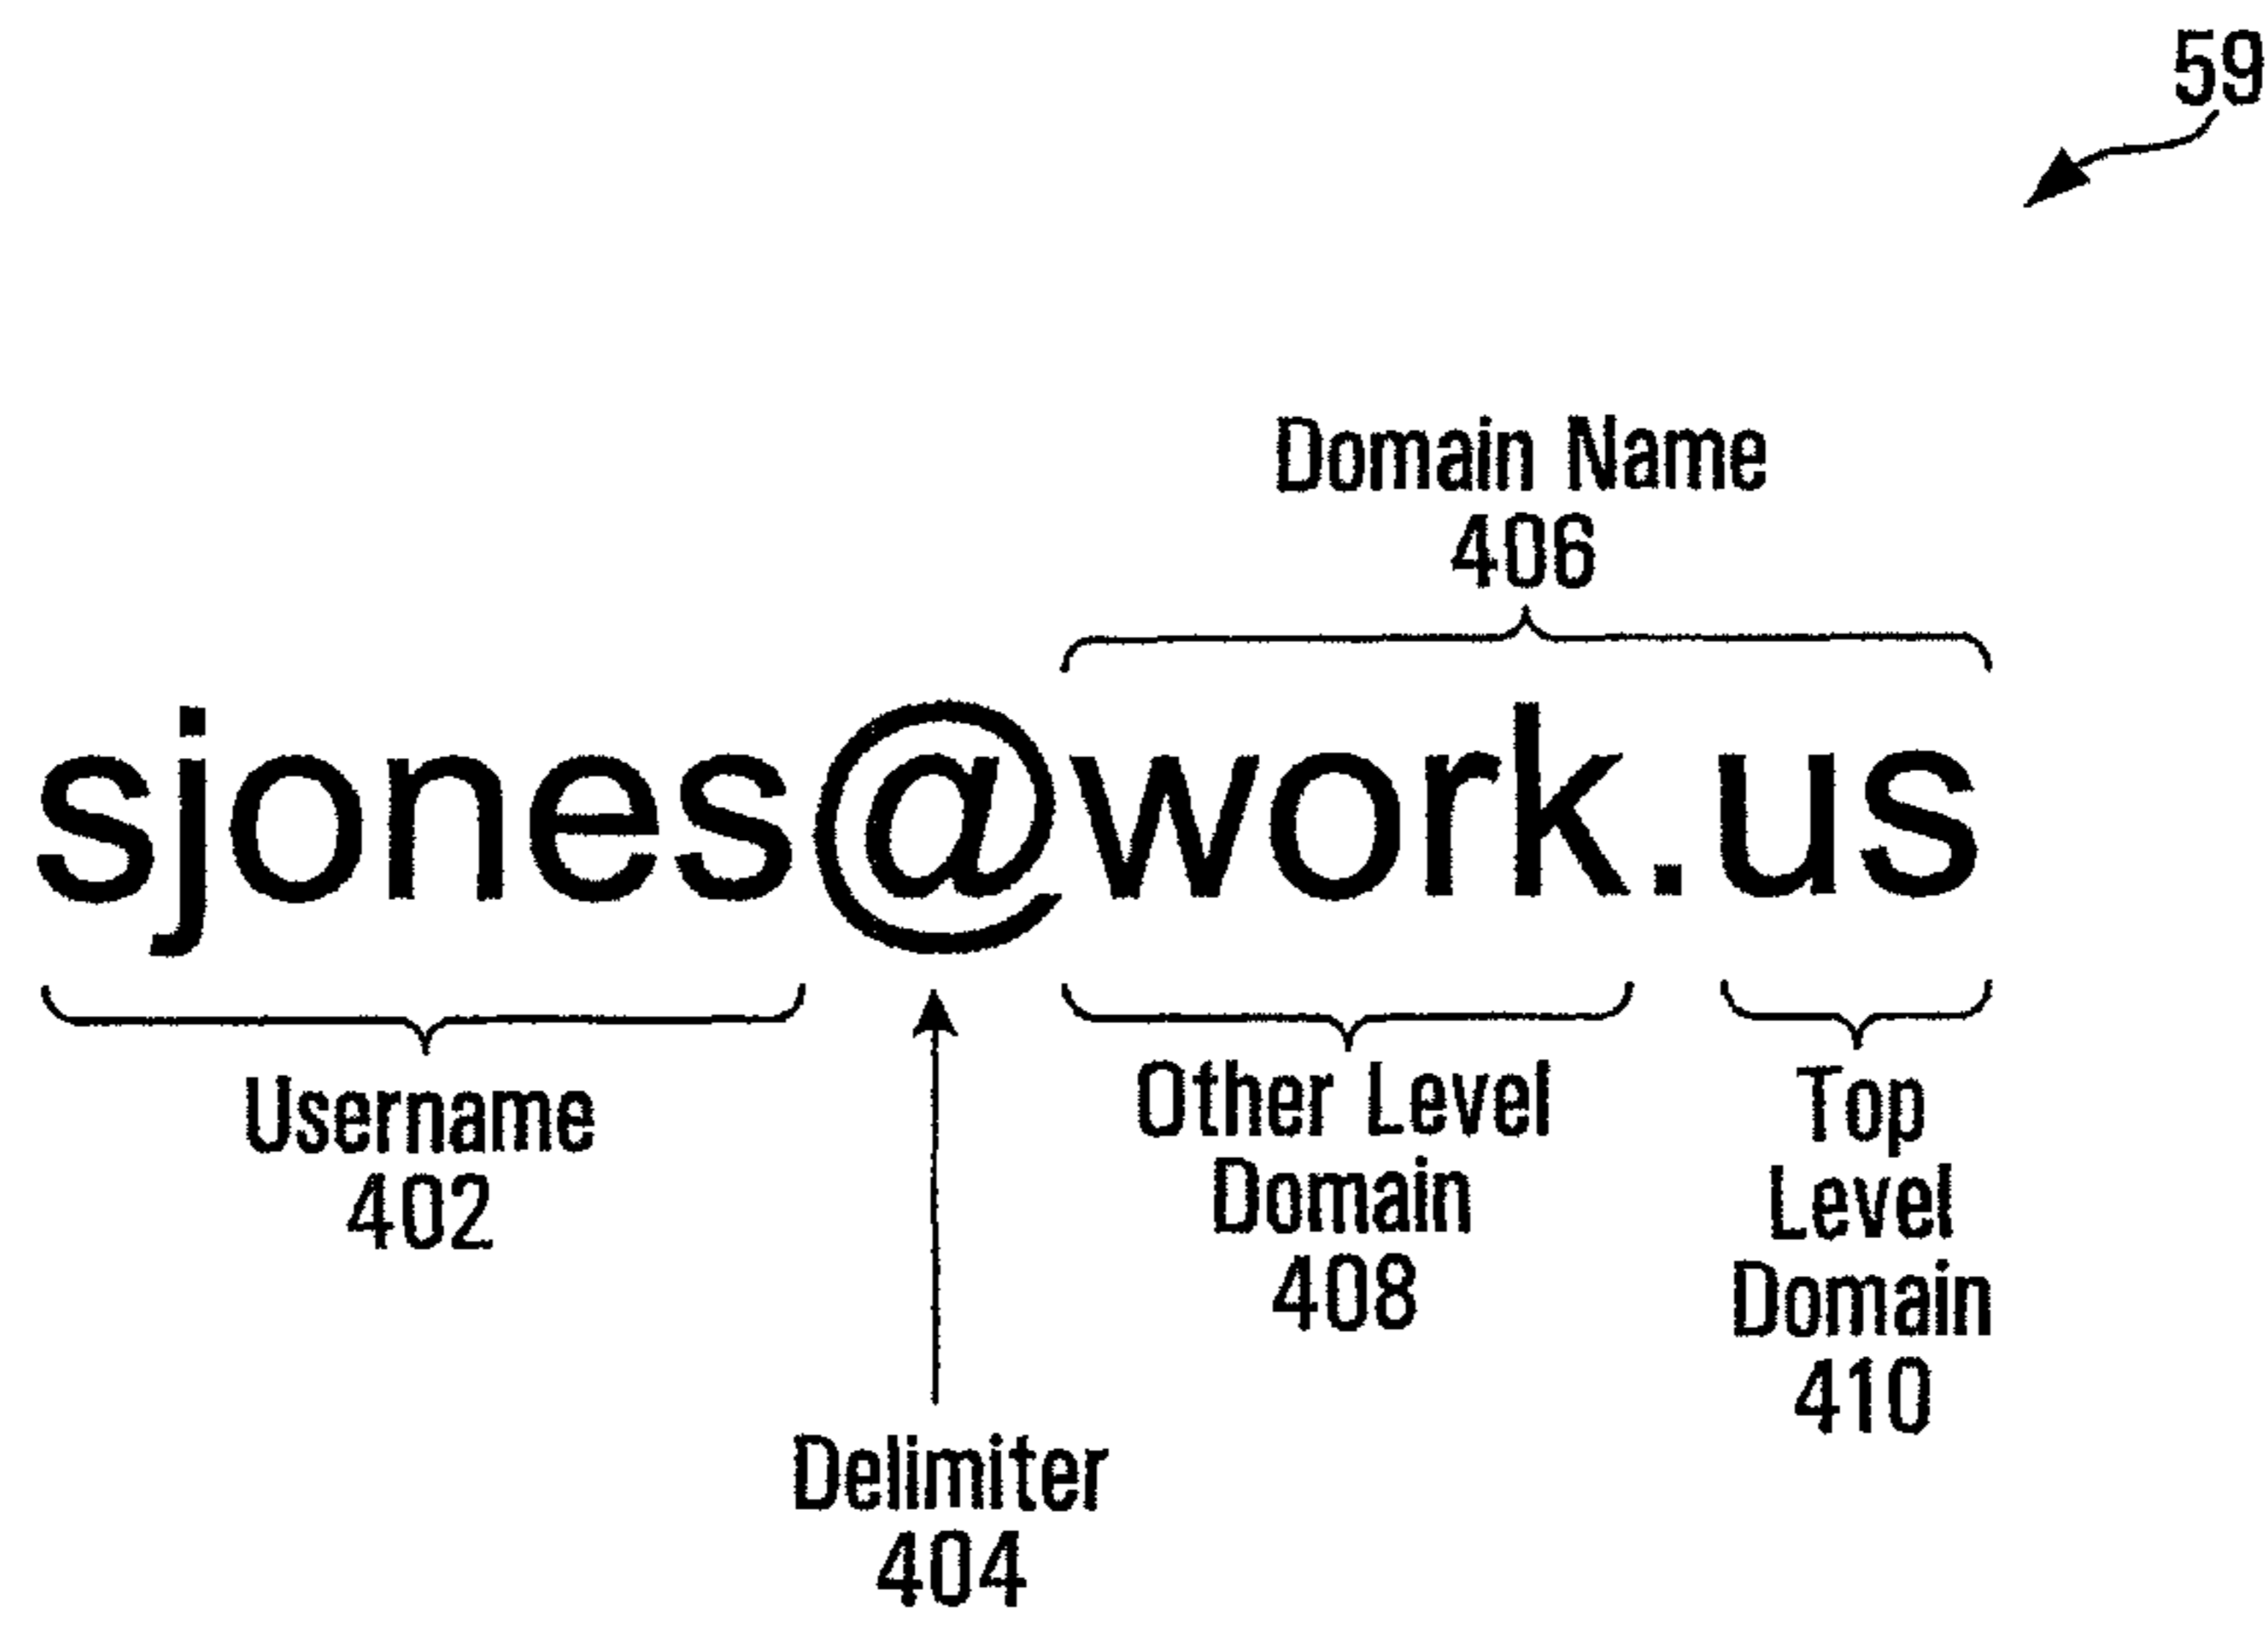 59
Domain Name
406
sjones@work.us
Username
402
Delimiter
404
Other Level
Domain
408
Top
Level
Domain
410